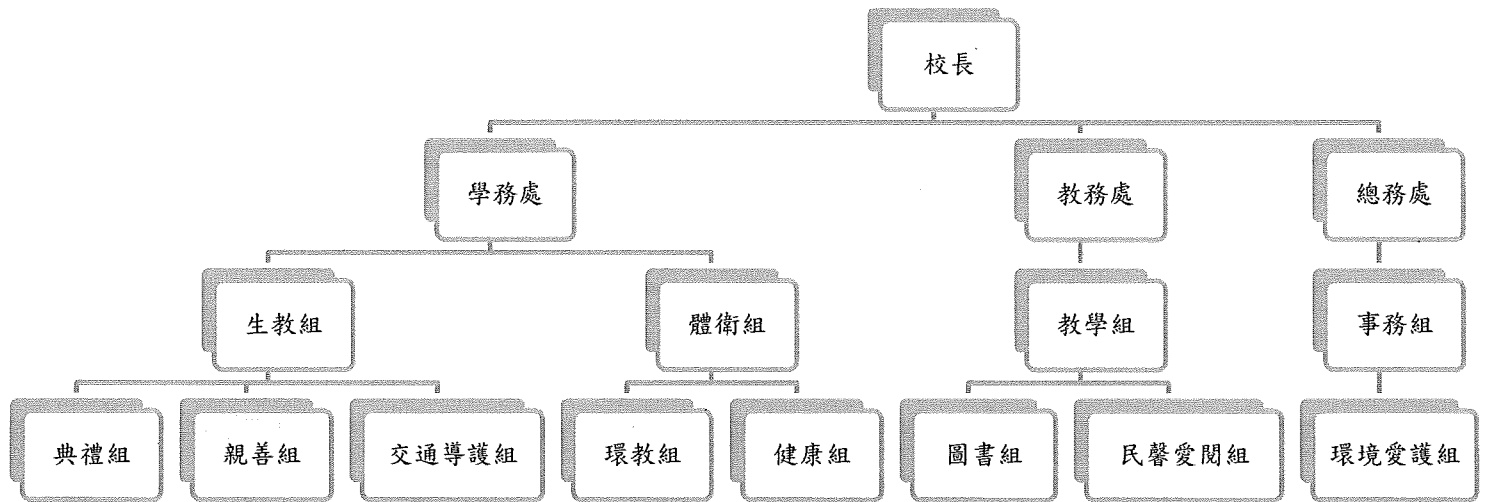 校長
學務處
教務處
總務處
生教組
體衛組
教學組
事務組
典禮組
親善組
交通導護組
環教組
健康組
圖書組
民馨愛閱組
環境愛護組